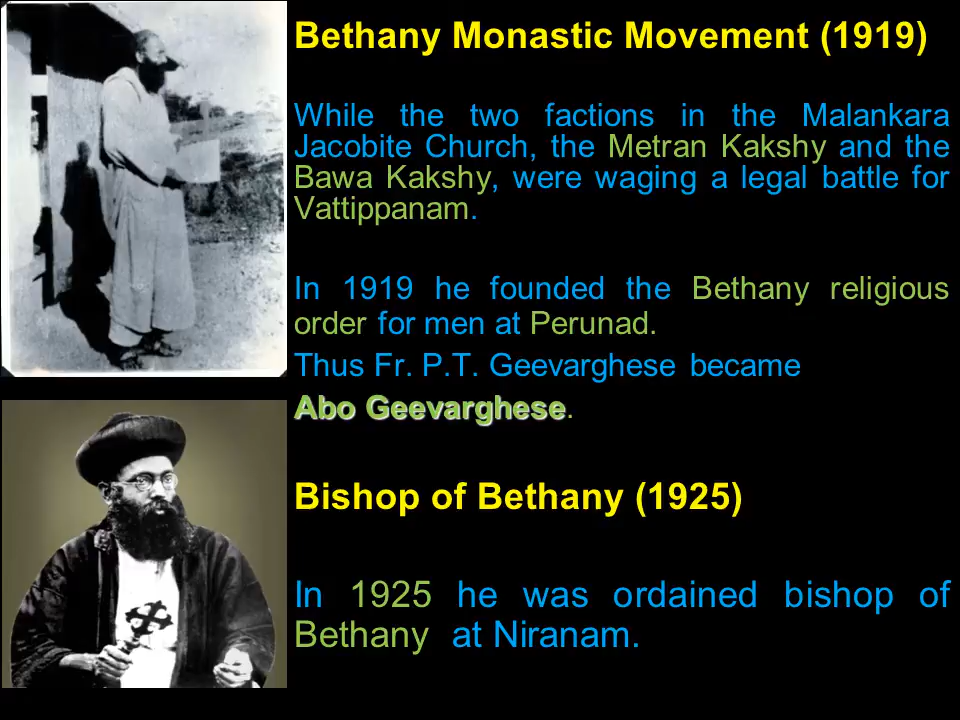 Bethany Monastic Movement (1919)
While the two factions in the Malankara
Jacobite Church, the Metran Kakshy and the
Bawa Kakshy, were waging a legal battle for
Vattippanam.
In 1919 he founded the Bethany religious
order for men at Perunad.
Thus Fr. P.T. Geevarghese became
Abo Geevarghese.
Bishop of Bethany (1925)
In 1925 he was ordained bishop of
Bethany at Niranam.